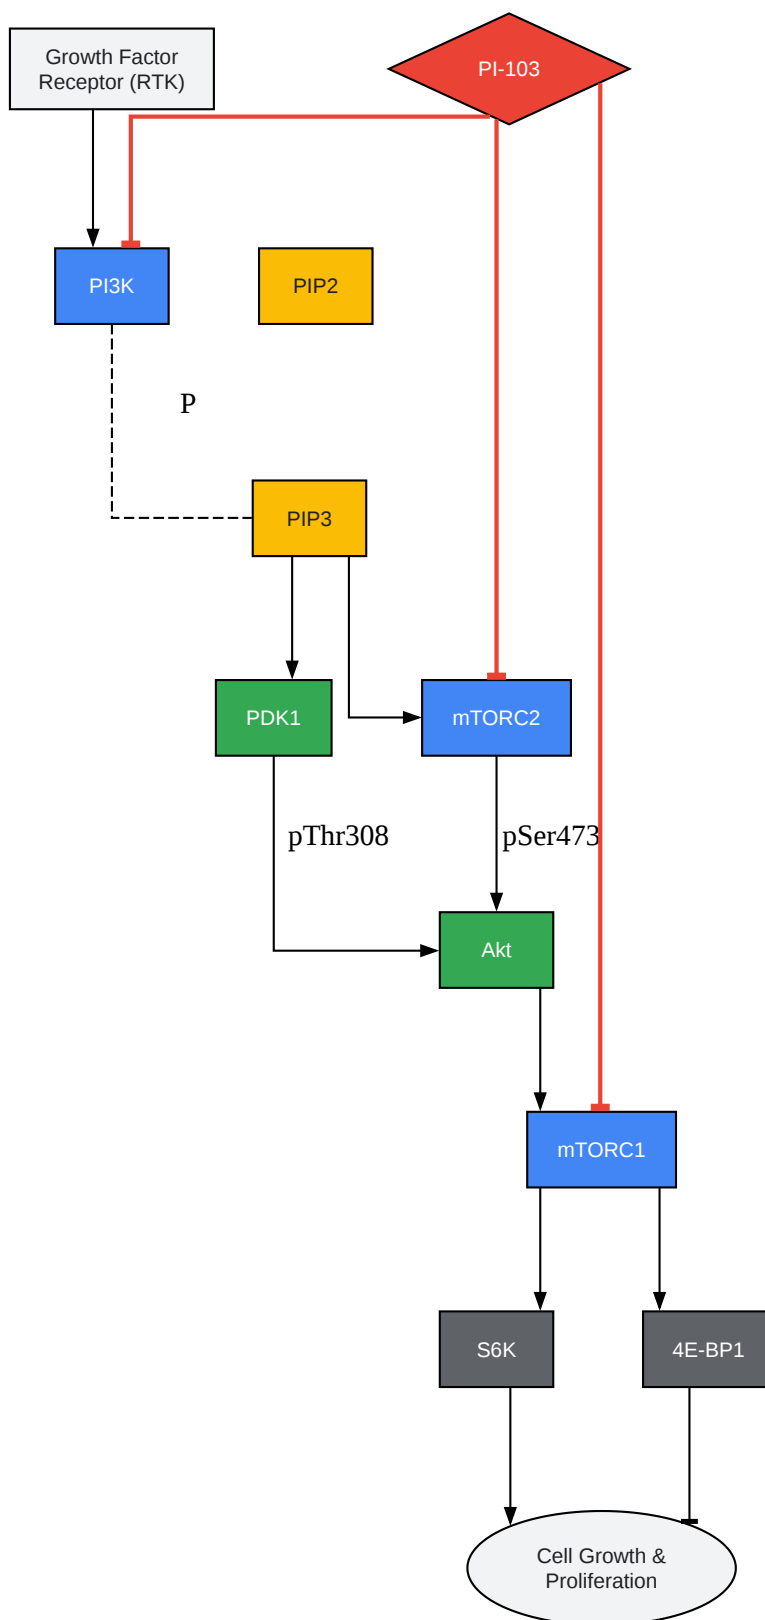 Growth Factor
Receptor (RTK)
PI-103
PI3K
PIP2
P
PIP3
PDK1
mTORC2
pThr308
pSer473
Akt
mTORC1
S6K
4E-BP1
Cell Growth &
Proliferation